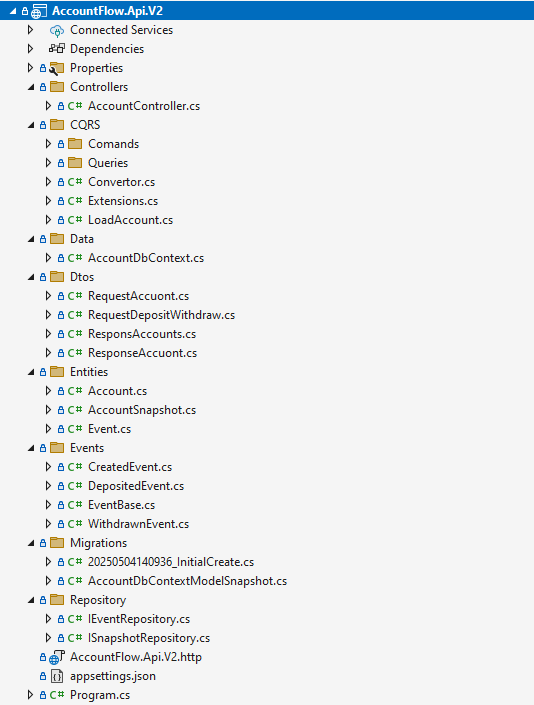 AccountFlow.Api.V2
Connected Services
Dependencies
Properties
Controllers
C# AccountController.cs
CQRS
Comands
Queries
C# Convertor.cs
C# Extensions.cs
C# LoadAccount.cs
Data
C# AccountDbContext.cs
Dtos
C# RequestAccuont.cs
C# RequestDepositWithdraw.cs
C# ResponsAccounts.cs
C# ResponseAccuont.cs
Entities
C# Account.cs
C# AccountSnapshot.cs
C# Event.cs
Events
C# CreatedEvent.cs
C# DepositedEvent.cs
C# EventBase.cs
C# WithdrawnEvent.cs
Migrations
C# 20250504140936_InitialCreate.cs
C# AccountDbContextModelSnapshot.cs
Repository
C# IEventRepository.cs
C# ISnapshotRepository.cs
AccountFlow.Api.V2.http
appsettings.json
C# Program.cs